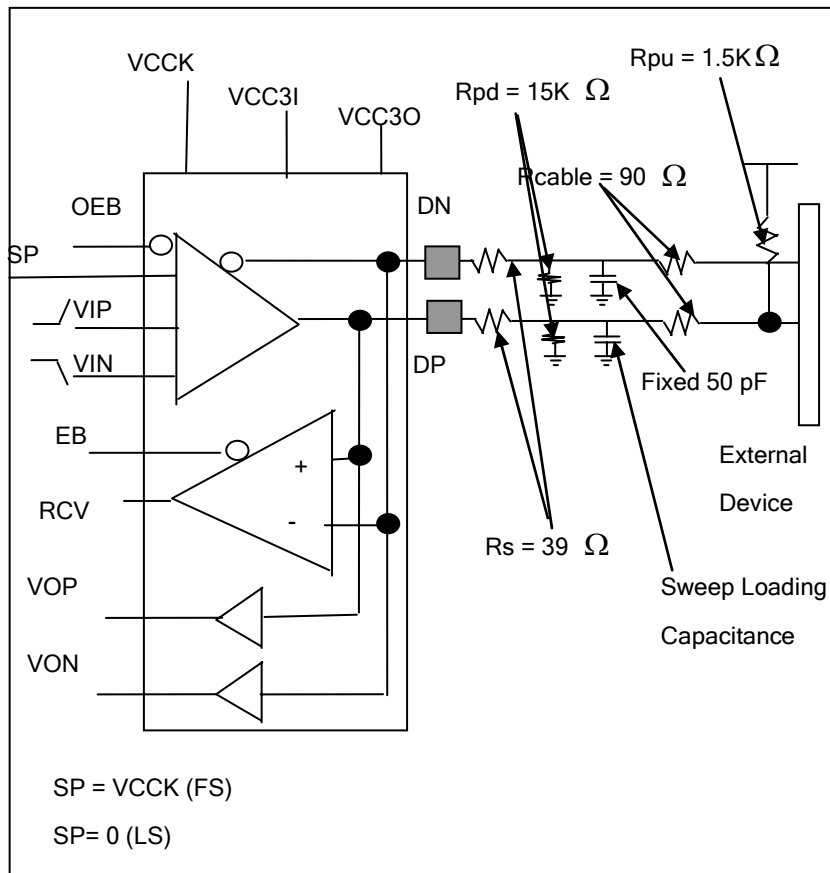 VCCK
Rpu = 1.5K Ω
Rpd = 15K Ω
VCC3I
VCC3O
Rcable = 90 Ω
OEB
DN
SP
VIP
VIN
DP
Fixed 50 pF
EB
+
External
Device
RCV
-
Rs = 39 Ω
VOP
Sweep Loading
Capacitance
VON
SP = VCCK (FS)
SP= 0 (LS)